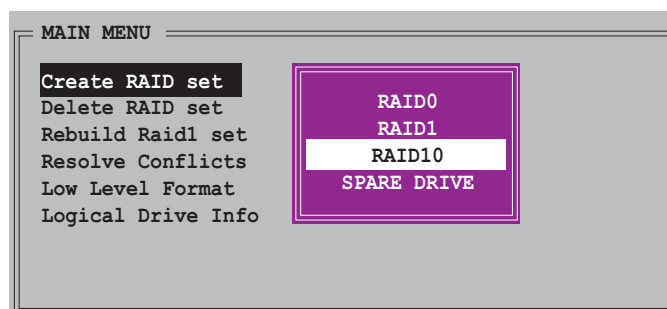 MAIN MENU
Create RAID set
Delete RAID set
Rebuild Raid1 set
Resolve Conflicts
Low Level Format
Logical Drive Info
RAID0
RAID1
RAID10
SPARE DRIVE